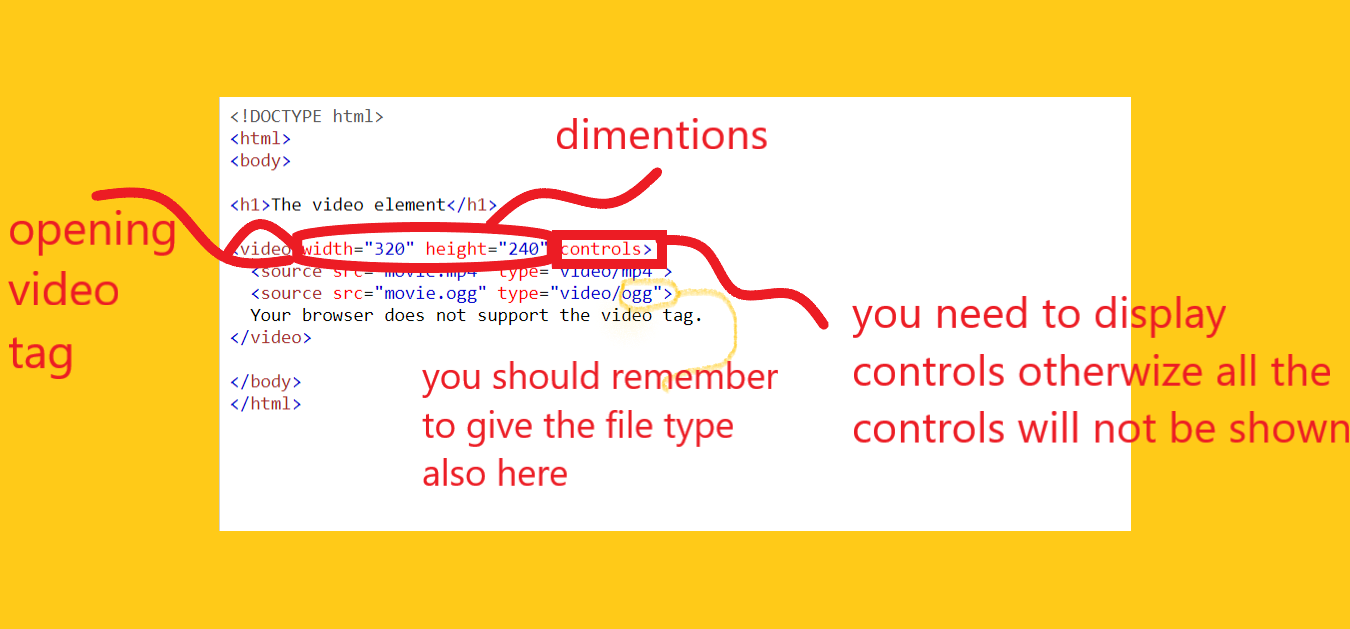 <!DOCTYPE html>
<html>
<body>
<h1>The video element</h1>
<video width="320" height="240" controls>
<source src="movie.mp4" type="video/mp4">
<source src="movie.ogg" type="video/ogg">
Your browser does not support the video tag.
</video>
</body>
</html>
dimentions
opening
video
tag
you should remember
to give the file type
also here
you need to display
controls otherwize all the
controls will not be shown